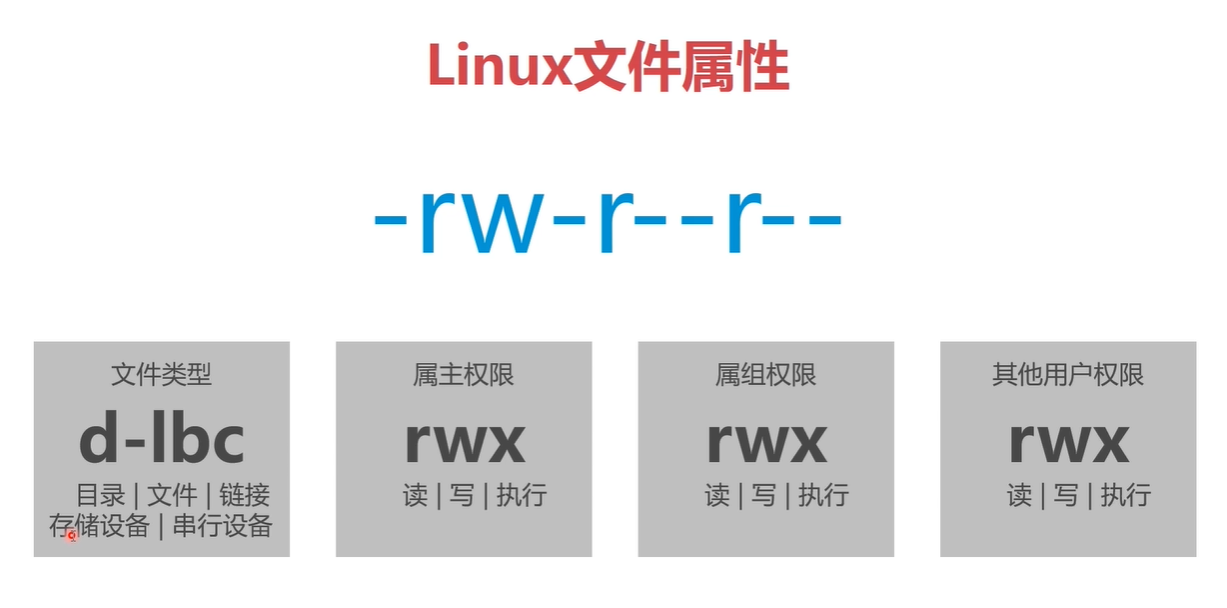 Linux文件属性
-rw-r--r--
文件类型
d-lbc
目录 | 文件 | 链接
存储设备 | 串行设备
属主权限
rwx
读 | 写 | 执行
属组权限
rwx
读 | 写 | 执行
其他用户权限
rwx
读 | 写 | 执行